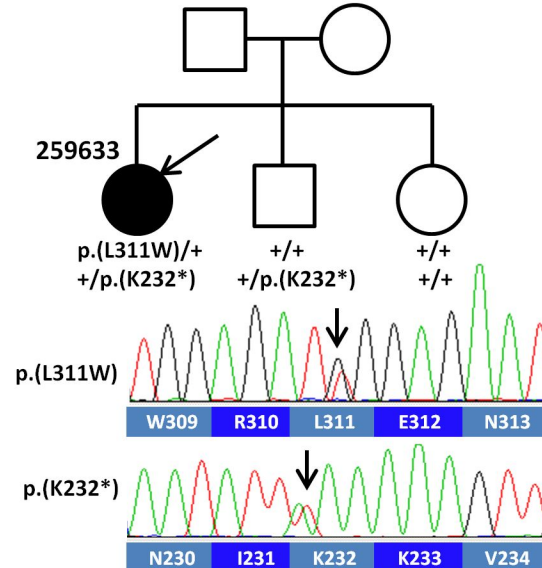 259633
p.(L311W)/+ +/+ +/+
+/p.(K232*) +/p.(K232*) +/+
p.(L311W)
W309 R310 L311 E312 N313
p.(K232*)
N230 I231 K232 K233 V234